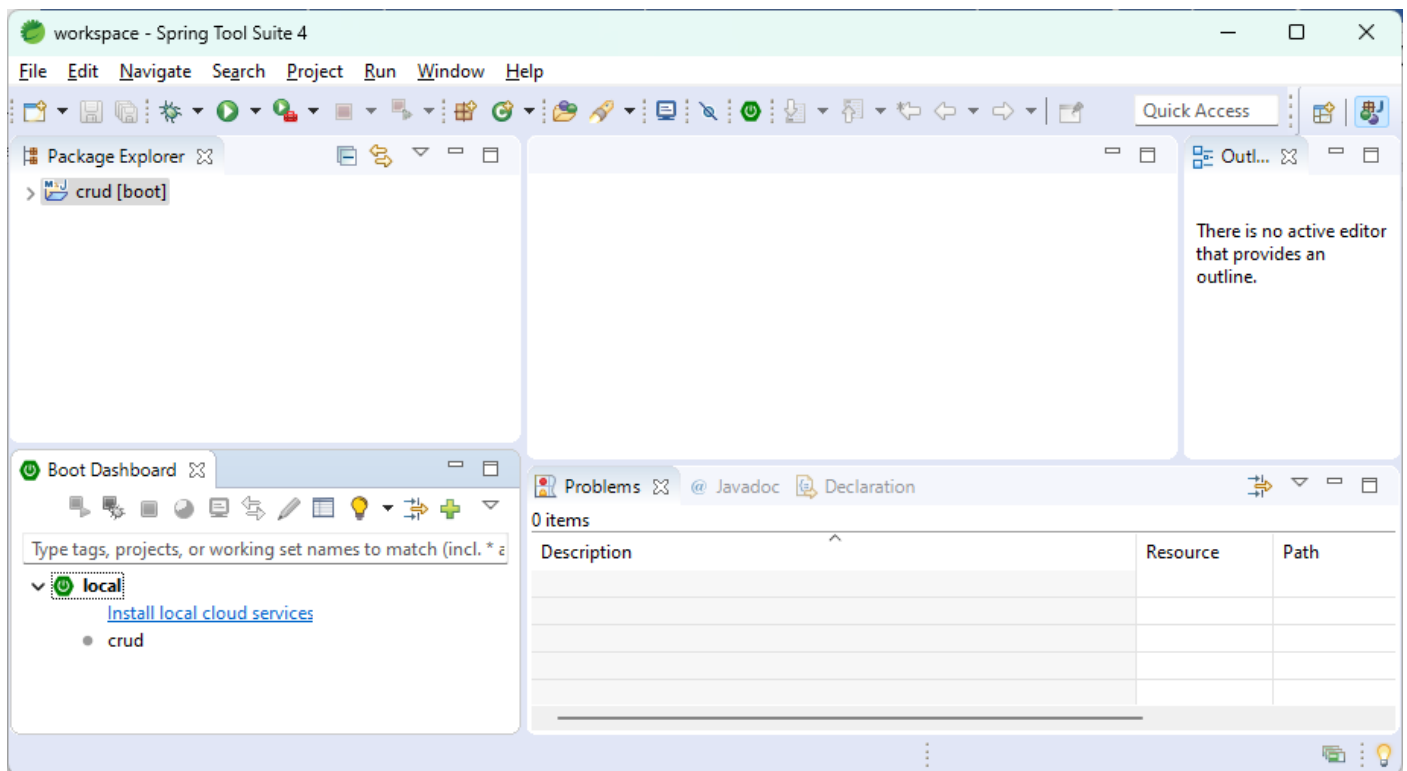 workspace - Spring Tool Suite 4
File Edit Navigate Search Project Run Window Help
Quick Access
Package Explorer
crud [boot]
Outl...
There is no active editor
that provides an
outline.
Boot Dashboard
Type tags, projects, or working set names to match (incl. * a
local
Install local cloud services
crud
Problems @ Javadoc Declaration
0 items
Description Resource Path